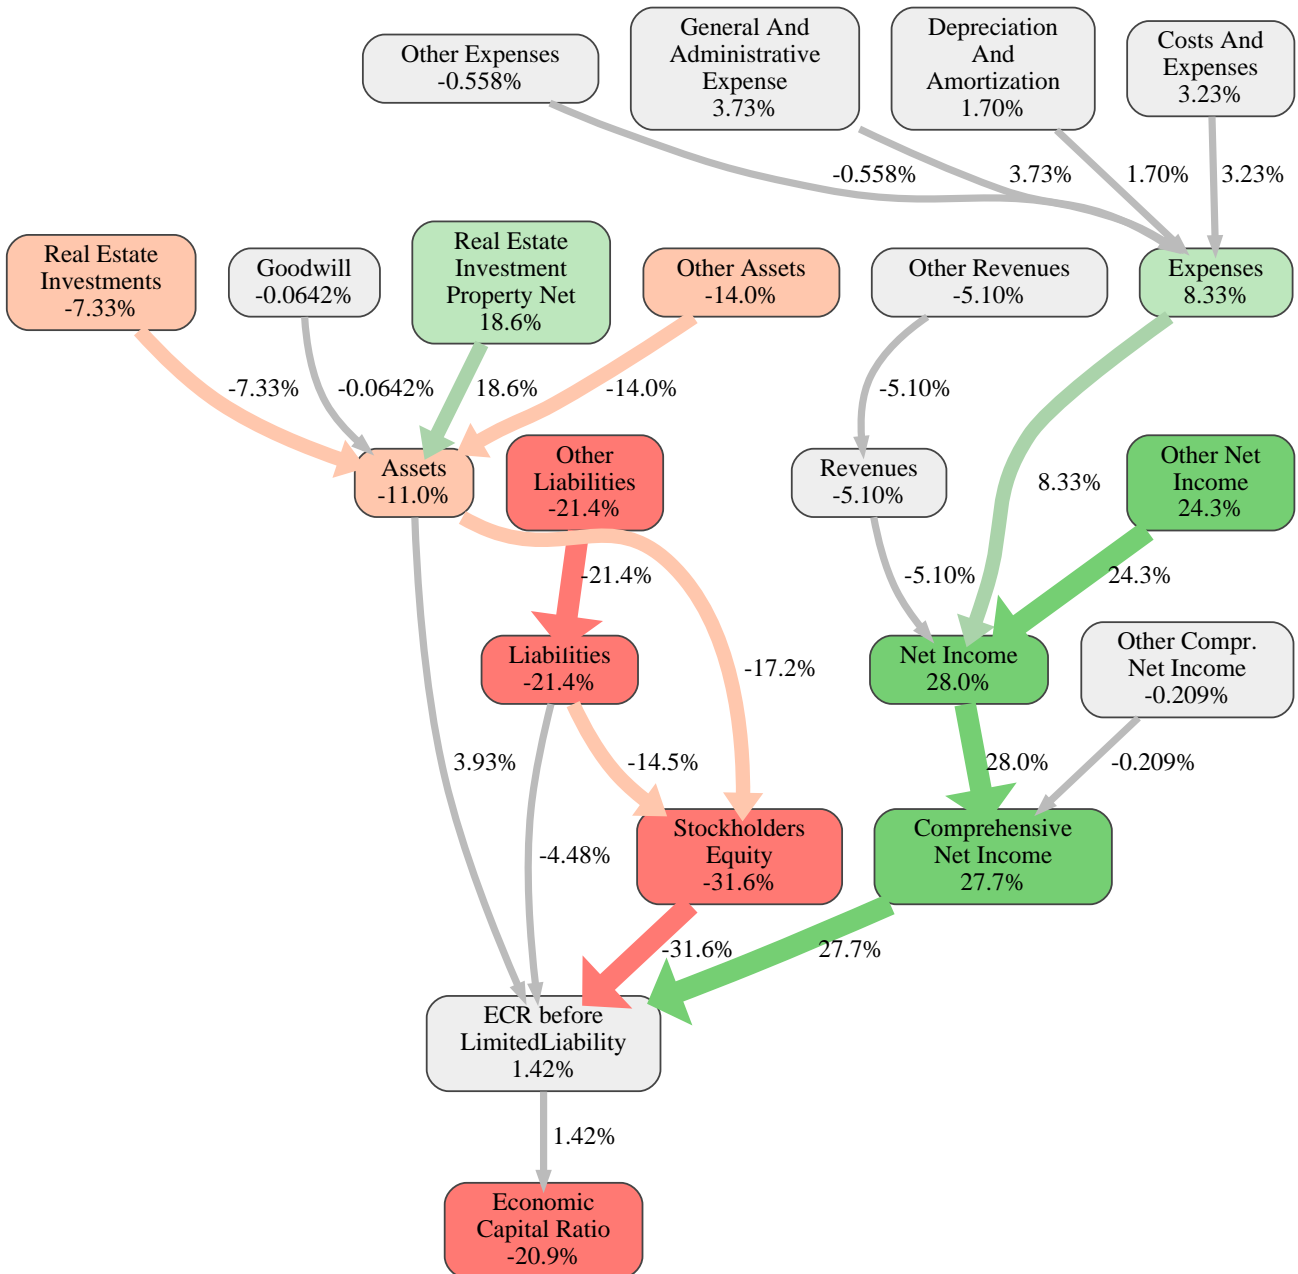 Other Expenses
-0.558%
General And
Administrative
Expense
3.73%
Depreciation
And
Amortization
1.70%
Costs And
Expenses
3.23%
-0.558%
3.73%
1.70%
3.23%
Real Estate
Investments
-7.33%
Goodwill
-0.0642%
Real Estate
Investment
Property Net
18.6%
Other Assets
-14.0%
Other Revenues
-5.10%
Expenses
8.33%
-7.33%
-0.0642%
18.6%
-14.0%
-5.10%
8.33%
Assets
-11.0%
Other
Liabilities
-21.4%
Revenues
-5.10%
Other Net
Income
24.3%
-21.4%
-5.10%
24.3%
Liabilities
-21.4%
-17.2%
Net Income
28.0%
Other Compr.
Net Income
-0.209%
3.93%
-14.5%
28.0%
-0.209%
-4.48%
Stockholders
Equity
-31.6%
Comprehensive
Net Income
27.7%
-31.6%
27.7%
ECR before
LimitedLiability
1.42%
1.42%
Economic
Capital Ratio
-20.9%